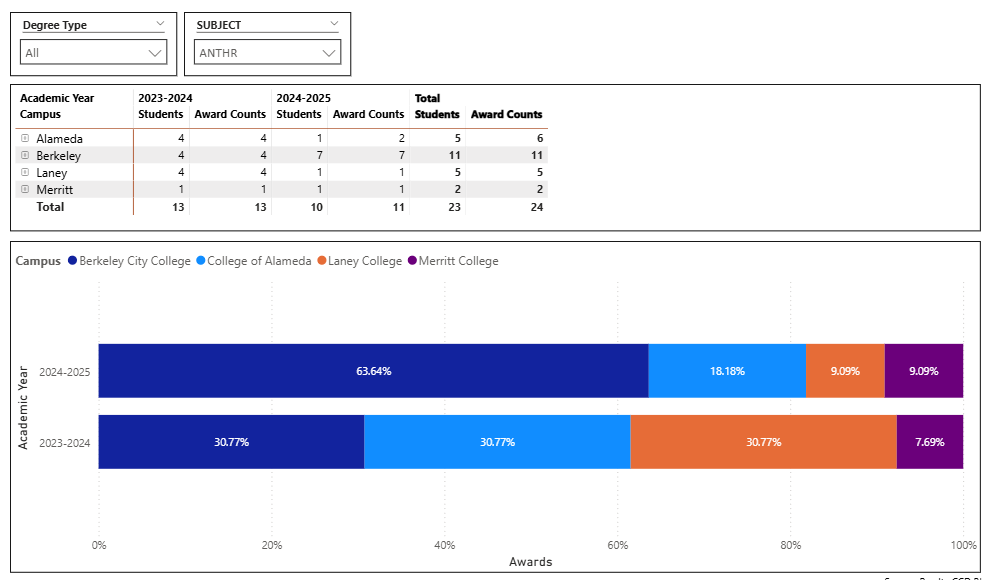 Degree Type SUBJECT
All ANTHR
Academic Year 2023-2024 2024-2025 Total
Campus Students Award Counts Students Award Counts Students Award Counts
Alameda 4 4 1 2 5 6
Berkeley 4 4 7 7 11 11
Laney 4 4 1 1 5 5
Merritt 1 1 1 1 2 2
Total 13 13 10 11 23 24
Campus Berkeley City College College of Alameda Laney College Merritt College
Academic Year
2024-2025 63.64% 18.18% 9.09% 9.09%
2023-2024 30.77% 30.77% 30.77% 7.69%
0% 20% 40% 60% 80% 100%
Awards